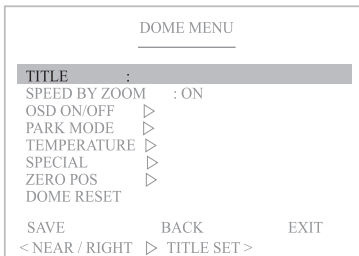 DOME MENU
TITLE :
SPEED BY ZOOM : ON
OSD ON/OFF ▷
PARK MODE ▷
TEMPERATURE ▷
SPECIAL ▷
ZERO POS ▷
DOME RESET
SAVE BACK EXIT
< NEAR / RIGHT ▷ TITLE SET >